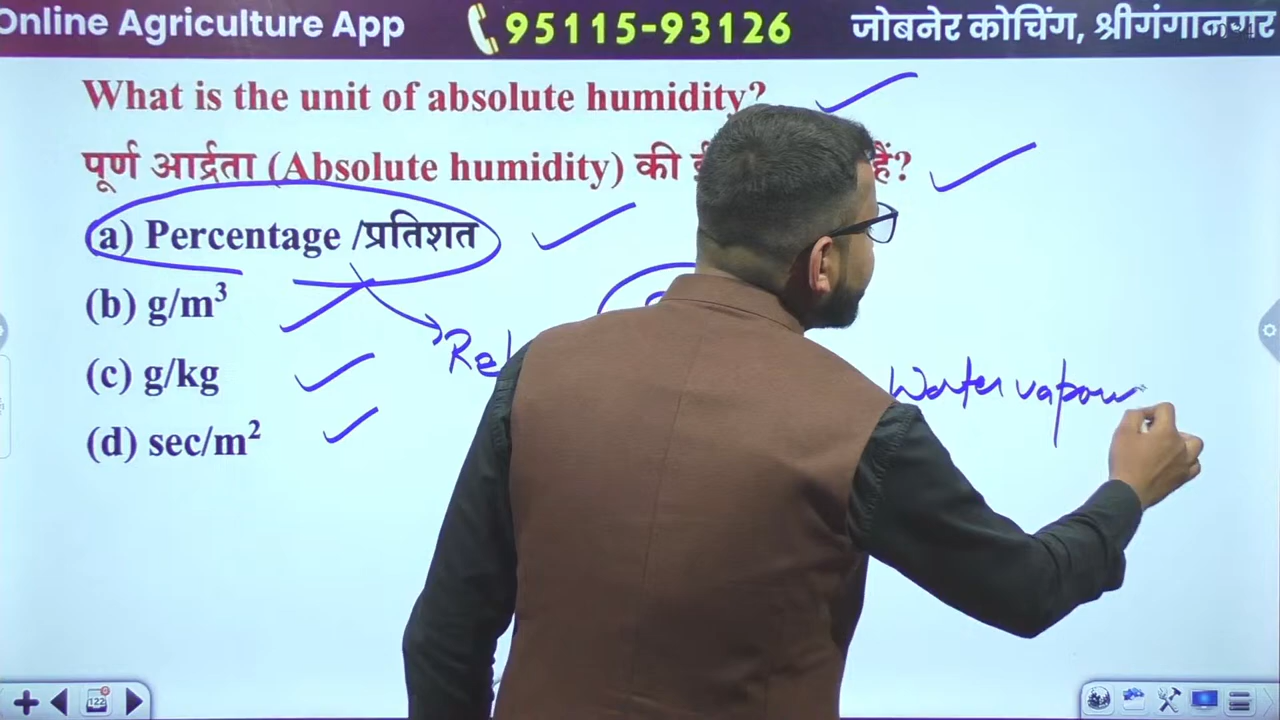 Online Agriculture App 95115-93126 जोबनेर कोचिंग, श्रीगंगानगर
What is the unit of absolute humidity?
पूर्ण आर्द्रता (Absolute humidity) की हैं?
(a) Percentage /प्रतिशत
(b) g/m³
(c) g/kg
Rel
Water vapour
(d) sec/m²
122